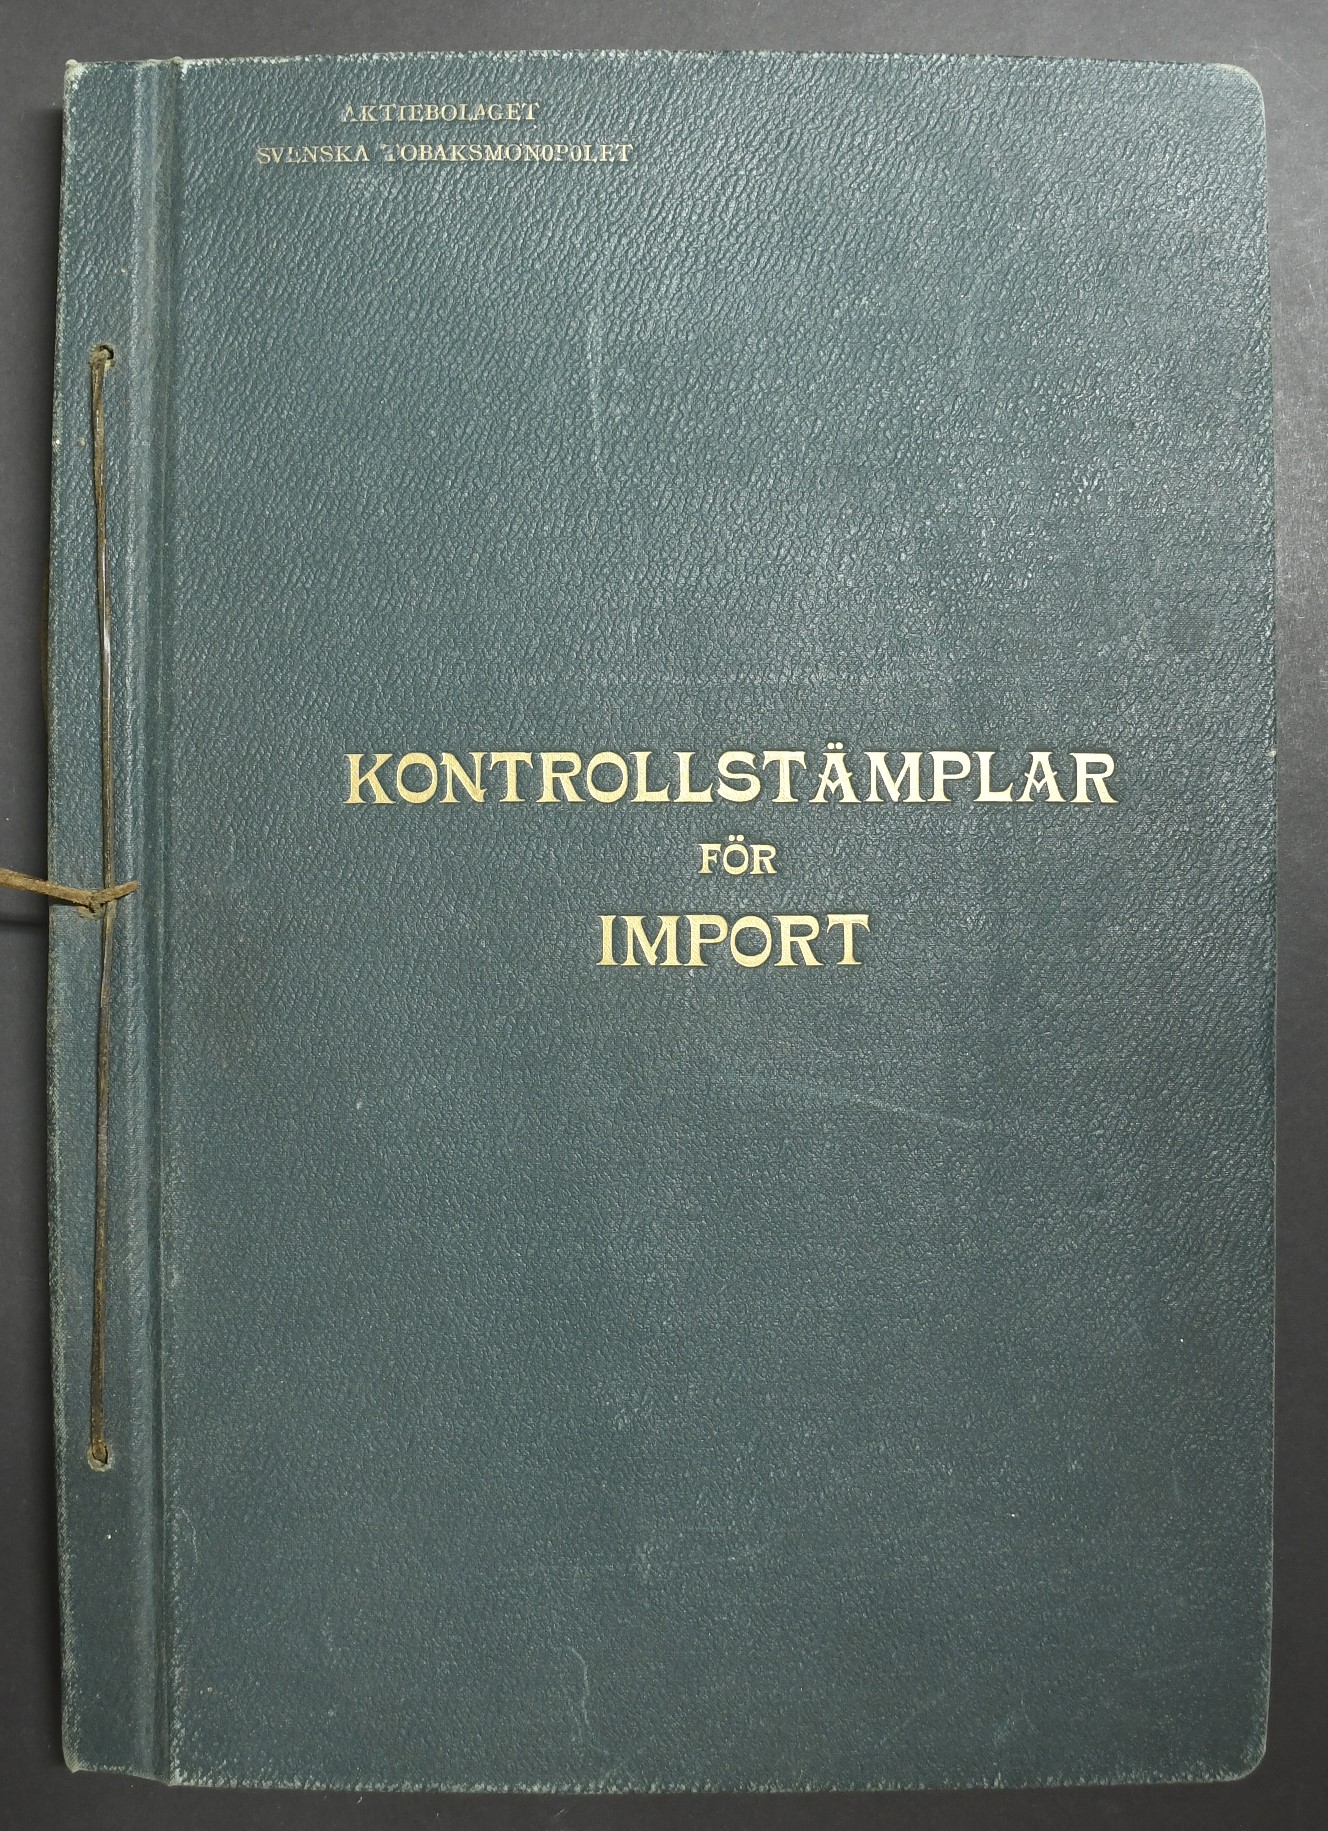 AKTIEBOLAGET
SVENSKA TOBAKSMONOPOLET
KONTROLLSTÄMPLAR
FÖR
IMPORT